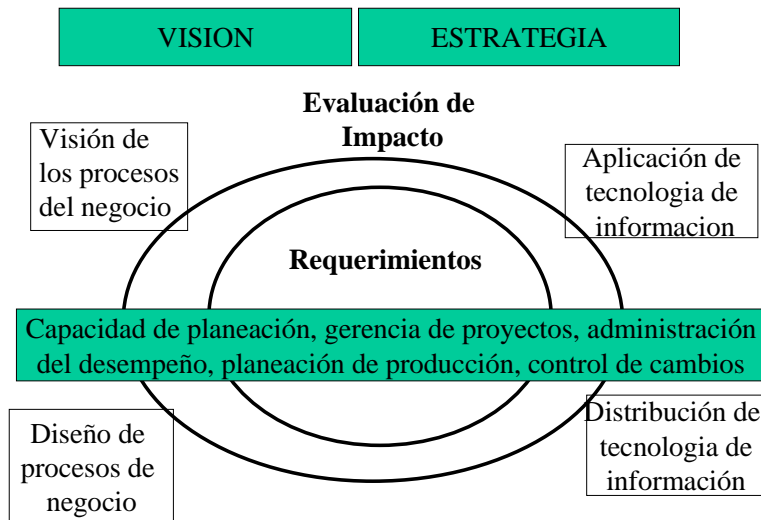 VISION
ESTRATEGIA
Evaluación de
Impacto
Visión de
los procesos
del negocio
Aplicación de
tecnologia de
informacion
Requerimientos
Capacidad de planeación, gerencia de proyectos, administración
del desempeño, planeación de producción, control de cambios
Diseño de
procesos de
negocio
Distribución de
tecnologia de
información